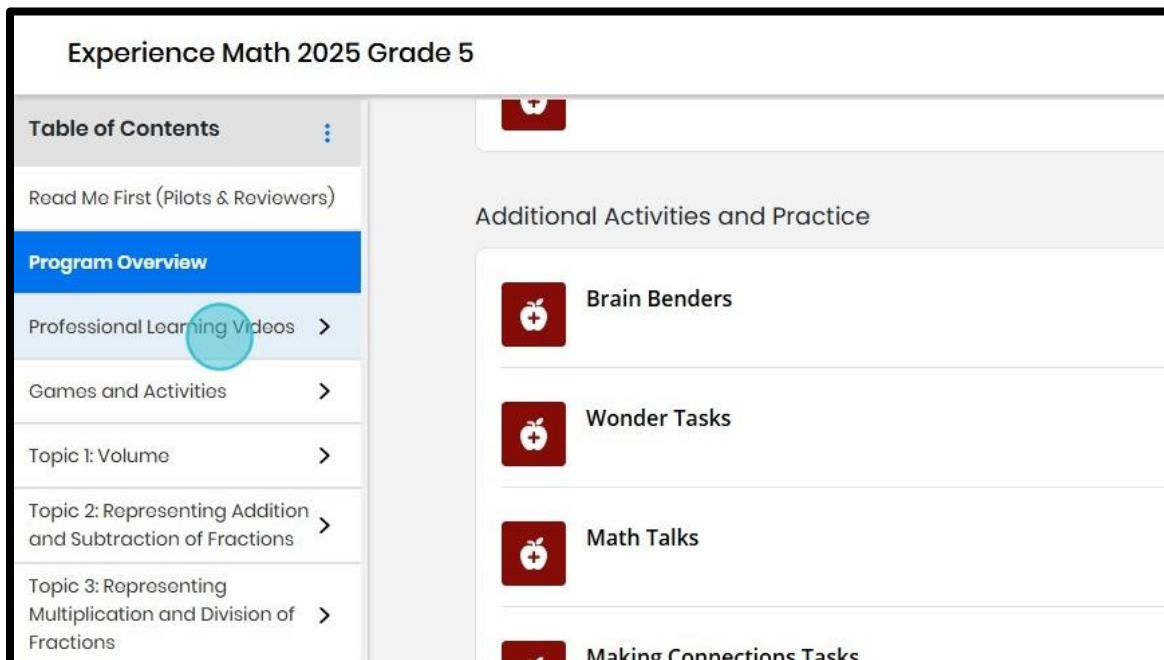 Experience Math 2025 Grade 5
Table of Contents
Read Me First (Pilots & Reviewers)
Program Overview
Professional Learning Videos
Games and Activities
Topic 1: Volume
Topic 2: Representing Addition
and Subtraction of Fractions
Topic 3: Representing
Multiplication and Division of
Fractions
Additional Activities and Practice
Brain Benders
Wonder Tasks
Math Talks
Making Connections Tasks